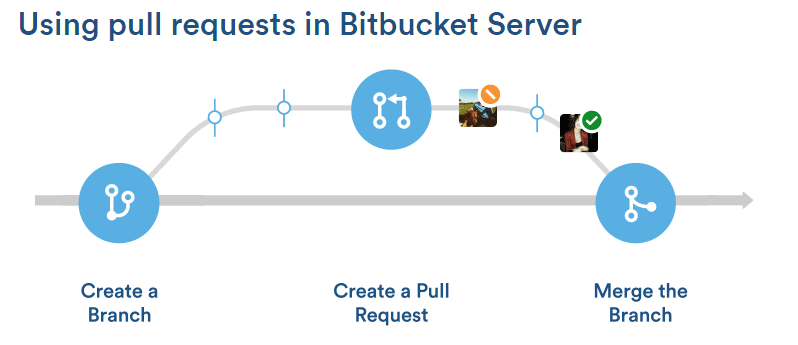 Using pull requests in Bitbucket Server
Create a
Branch
Create a Pull
Request
Merge the
Branch